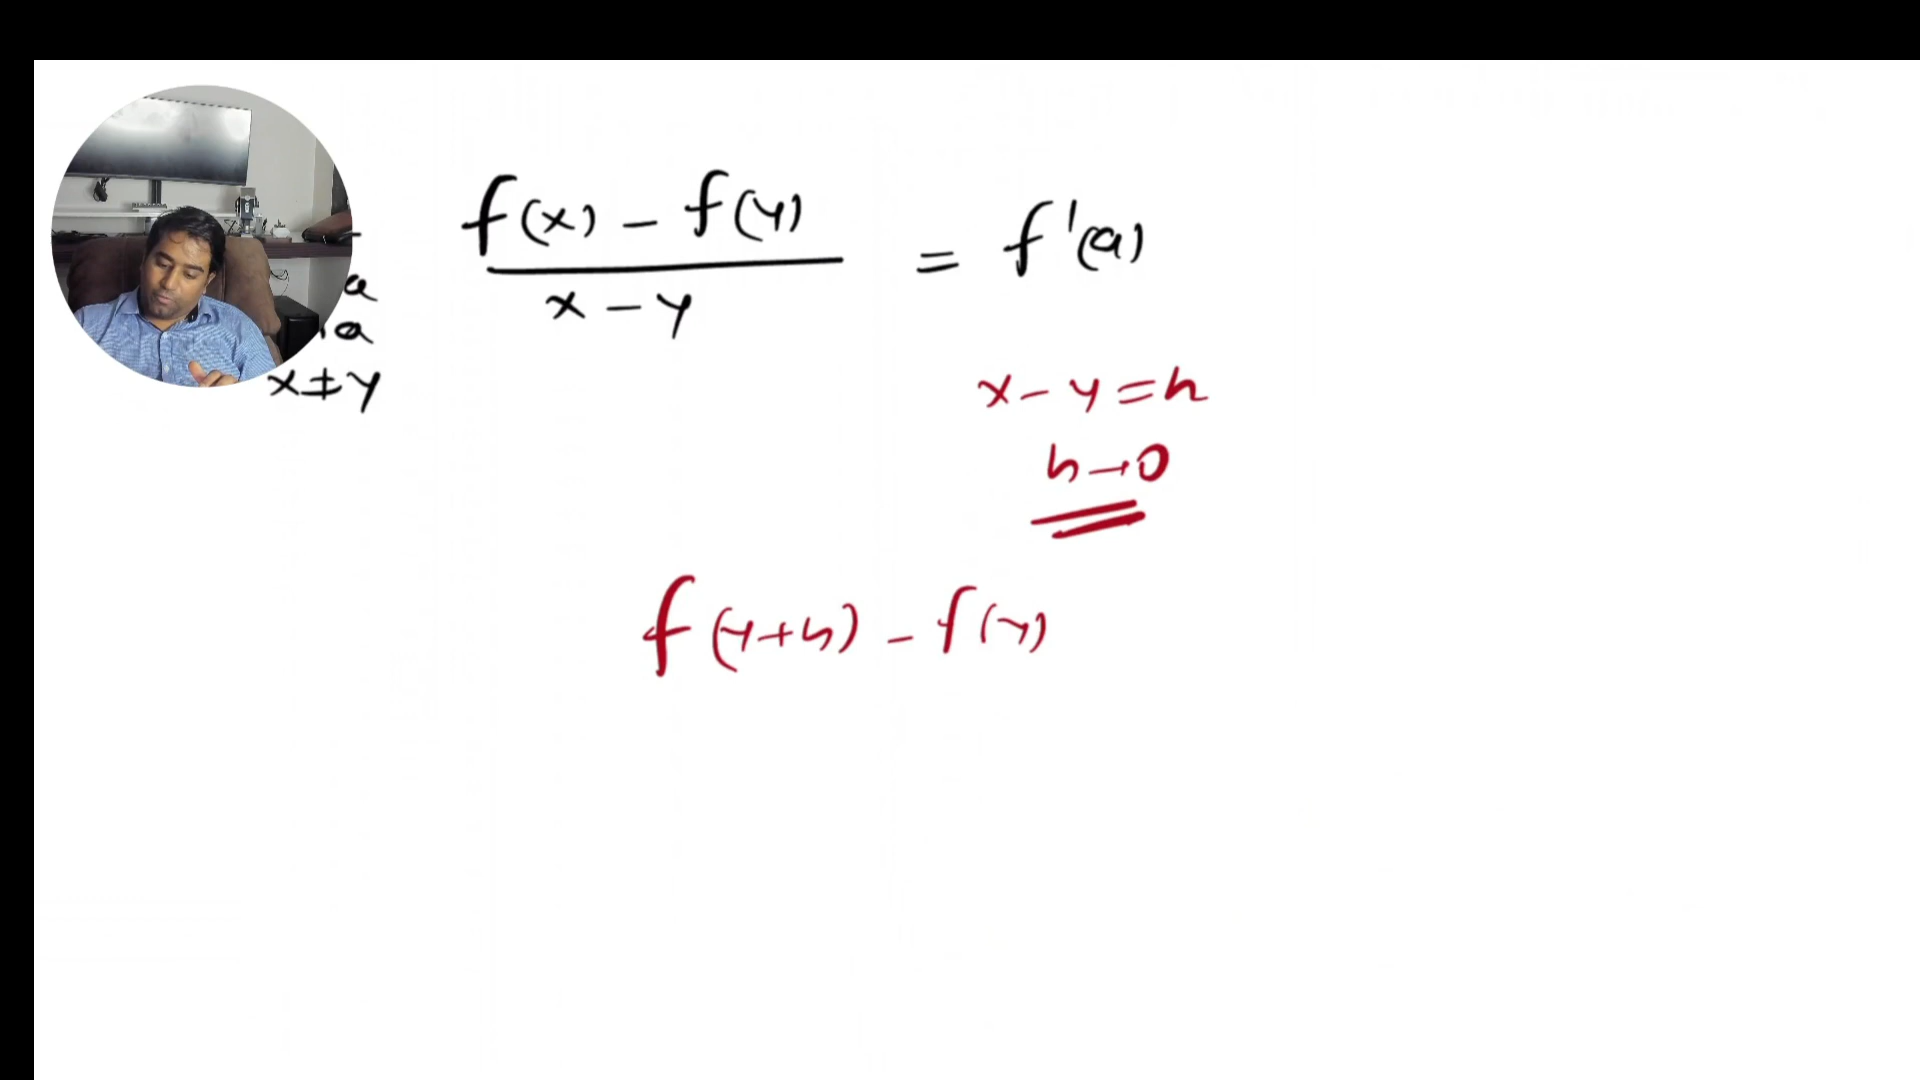 f(x) - f(y)
x - y
= f'(a)
a
a
x≠y
x-y=h
h→0
f(y+h) - f(y)